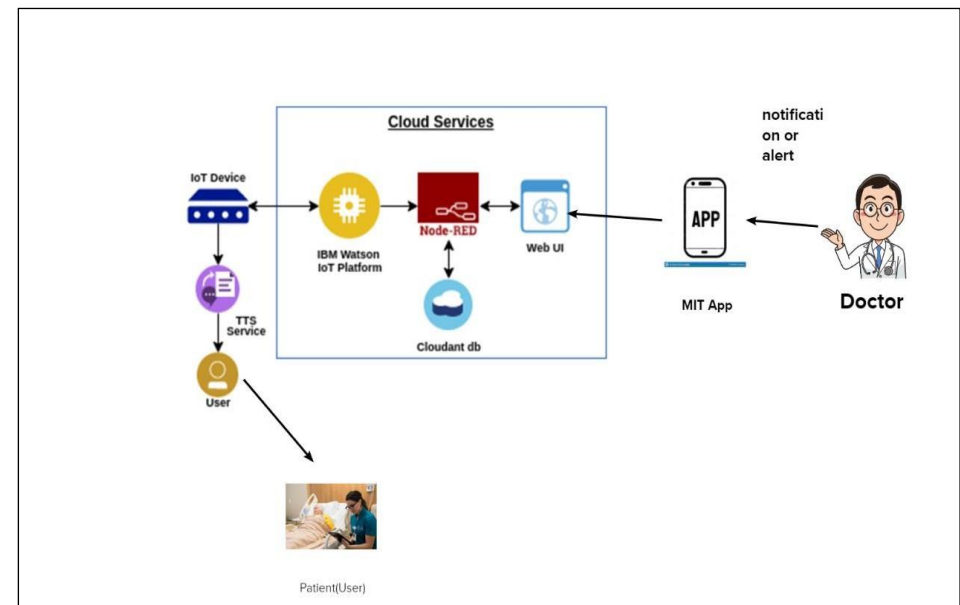 Cloud Services
notificati
on or
alert
IoT Device
APP
Node-RED
IBM Watson
IoT Platform
Web UI
MIT App
Doctor
TTS
Service
Cloudant db
User
Patient(User)